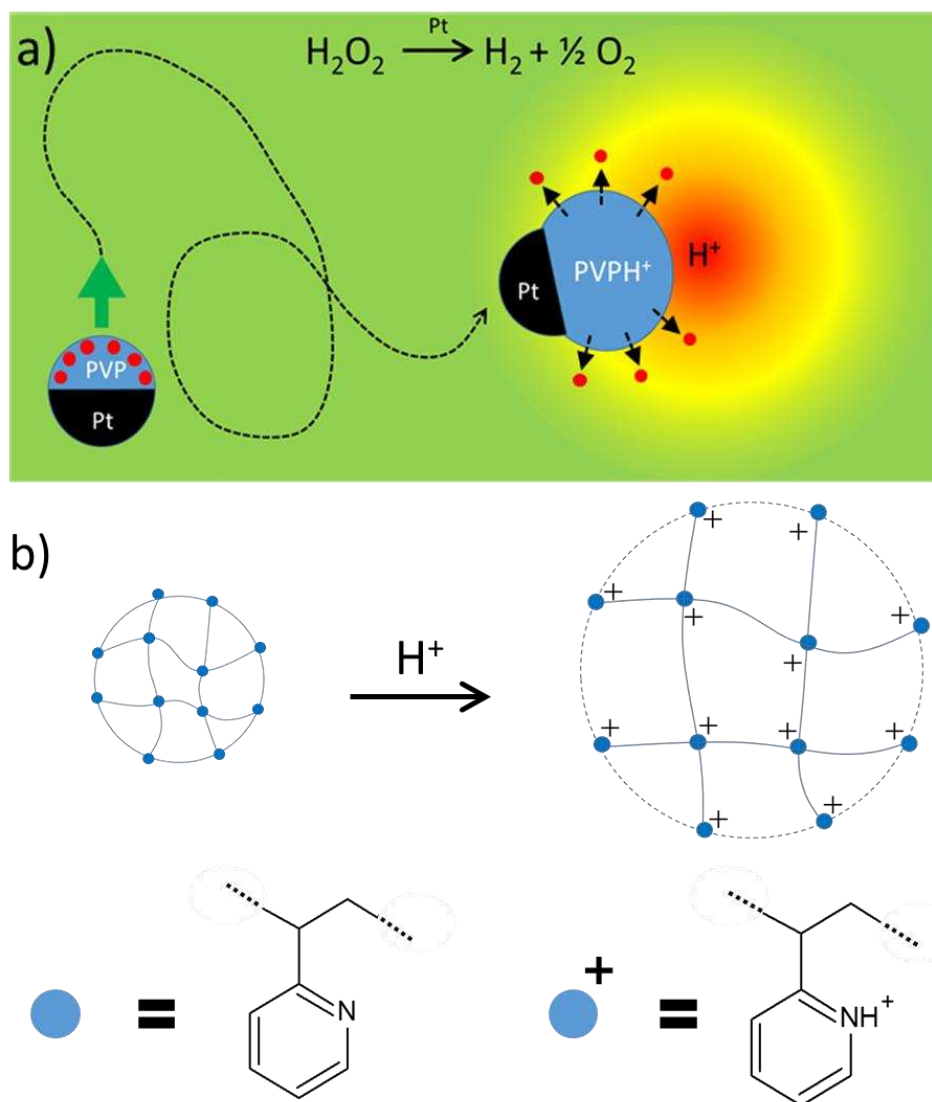 a)
H₂O₂ Pt → H₂ + ½ O₂
PVP
Pt
PVPH⁺
Pt
H⁺
b)
H⁺
+ +
+ + +
+
+ + + +
+ +
= N
+ = NH⁺